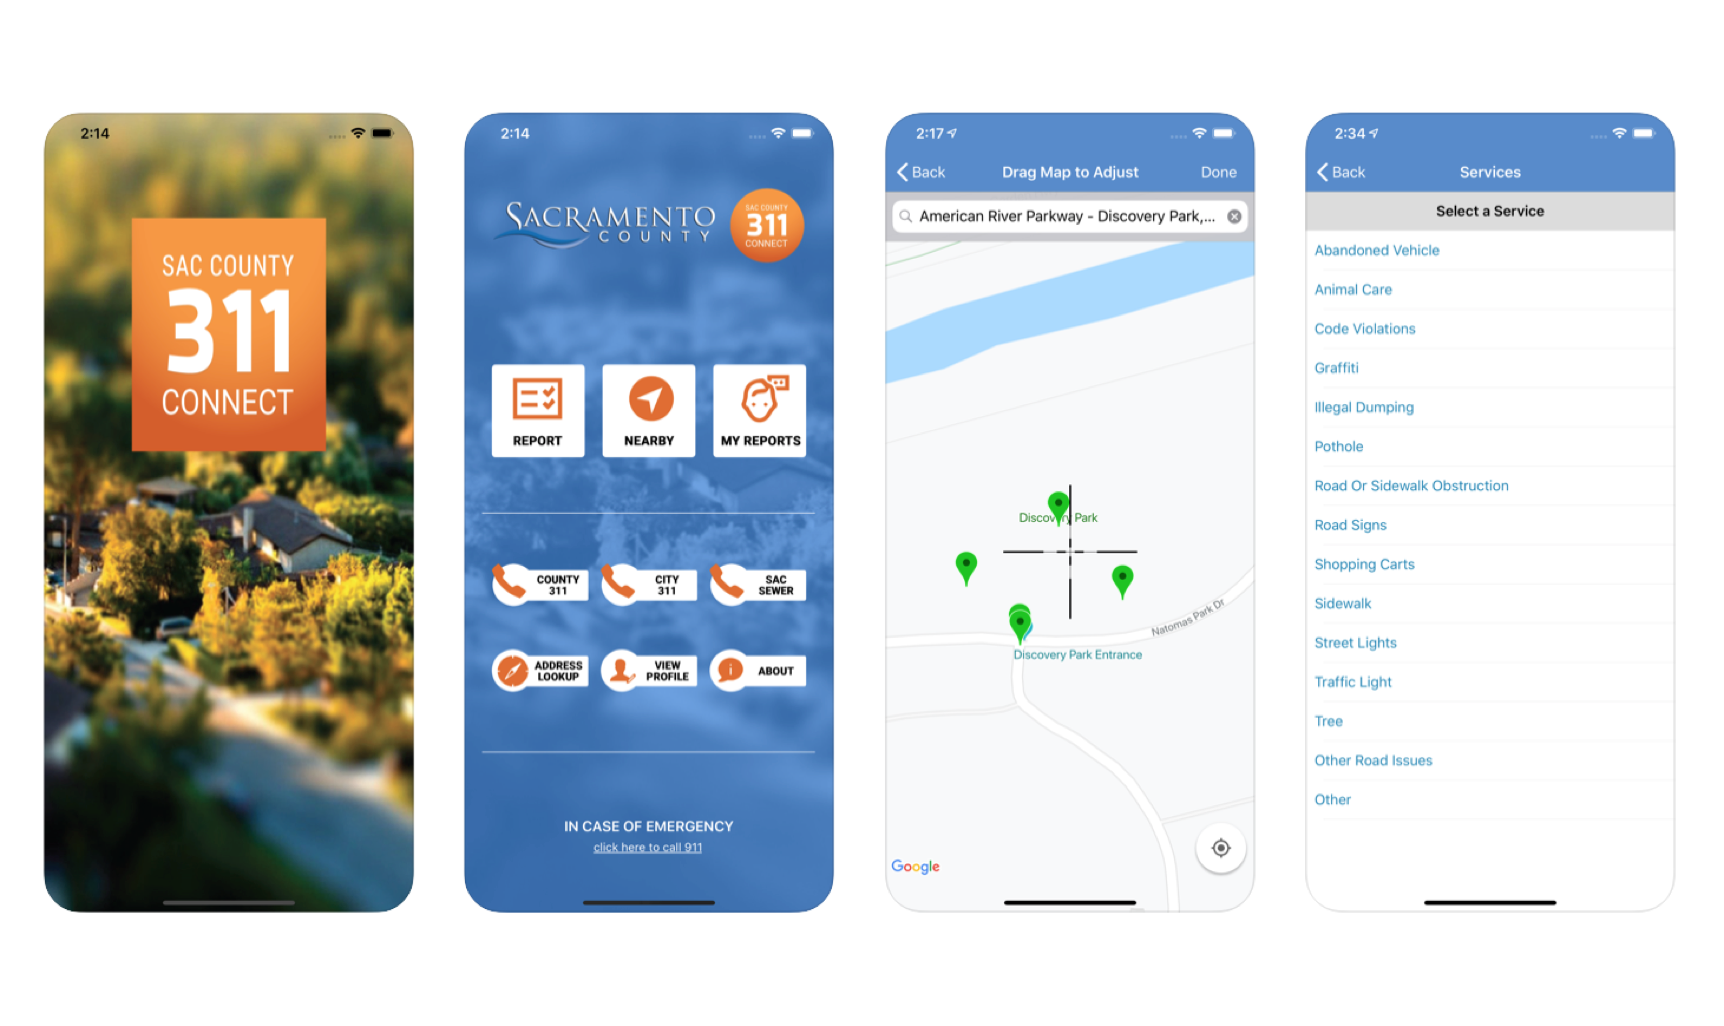 2:14
SAC COUNTY
311
CONNECT
2:14
SACRAMENTO
COUNTY
SAC COUNTY
311
CONNECT
REPORT
NEARBY
MY REPORTS
COUNTY
311
CITY
311
SAC
SEWER
ADDRESS
LOOKUP
VIEW
PROFILE
ABOUT
IN CASE OF EMERGENCY
click here to call 911
2:17
Back
Drag Map to Adjust
Done
American River Parkway - Discovery Park,...
Discovery Park
Natomas Park Dr
Discovery Park Entrance
Google
2:34
Back
Services
Select a Service
Abandoned Vehicle
Animal Care
Code Violations
Graffiti
Illegal Dumping
Pothole
Road Or Sidewalk Obstruction
Road Signs
Shopping Carts
Sidewalk
Street Lights
Traffic Light
Tree
Other Road Issues
Other